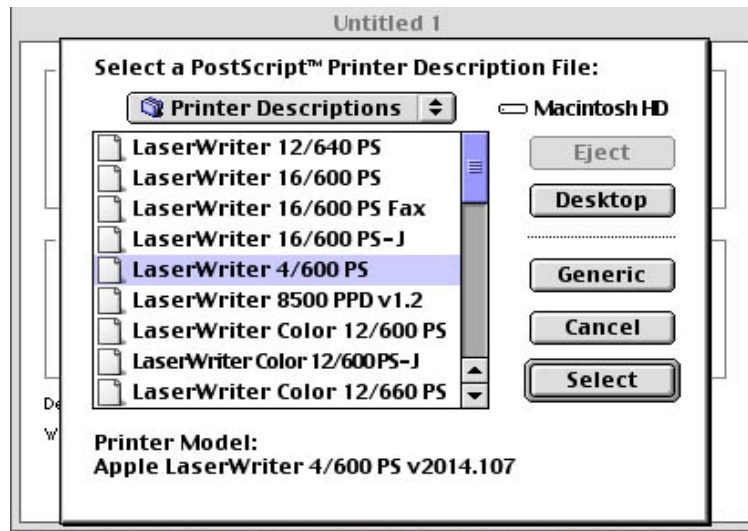 Untitled 1
Select a PostScript™ Printer Description File:
Printer Descriptions
Macintosh HD
LaserWriter 12/640 PS
LaserWriter 16/600 PS
LaserWriter 16/600 PS Fax
LaserWriter 16/600 PS-J
LaserWriter 4/600 PS
LaserWriter 8500 PPD v1.2
LaserWriter Color 12/600 PS
LaserWriter Color 12/600PS-J
LaserWriter Color 12/660 PS
Eject
Desktop
Generic
Cancel
Select
Printer Model:
Apple LaserWriter 4/600 PS v2014.107